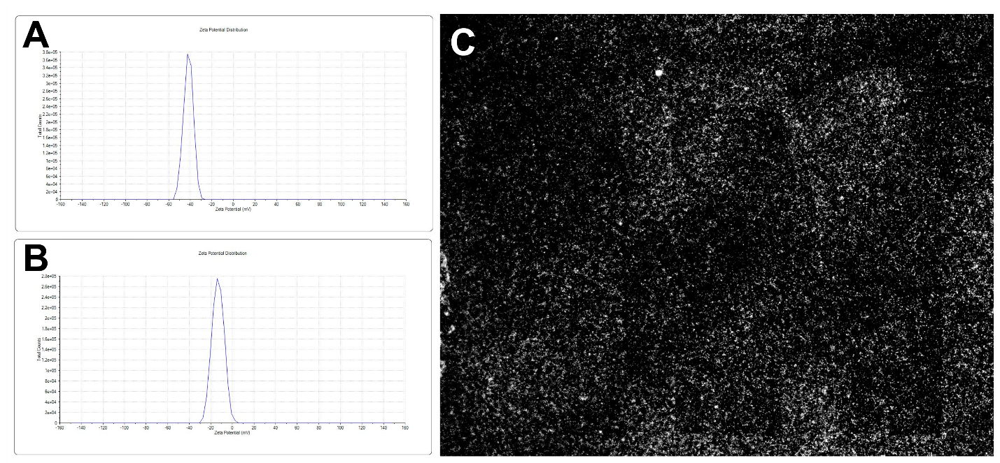 A
Zeta Potential Distribution
Total Counts
3.8e+05
3.6e+05
3.4e+05
3.2e+05
3e+05
2.8e+05
2.6e+05
2.4e+05
2.2e+05
2e+05
1.8e+05
1.6e+05
1.4e+05
1.2e+05
1e+05
8e+04
6e+04
4e+04
2e+04
0
-160 -140 -120 -100 -80 -60 -40 -20 0 20 40 60 80 100 120 140 160
Zeta Potential (mV)
B
Zeta Potential Distribution
Total Counts
2.8e+05
2.6e+05
2.4e+05
2.2e+05
2e+05
1.8e+05
1.6e+05
1.4e+05
1.2e+05
1e+05
8e+04
6e+04
4e+04
2e+04
0
-160 -140 -120 -100 -80 -60 -40 -20 0 20 40 60 80 100 120 140 160
Zeta Potential (mV)
C